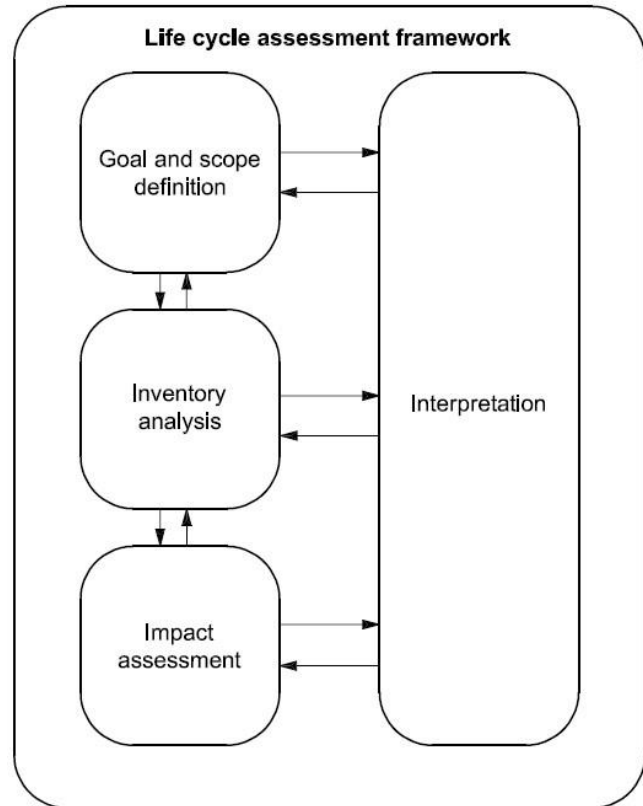 Life cycle assessment framework
Goal and scope
definition
Inventory
analysis
Interpretation
Impact
assessment